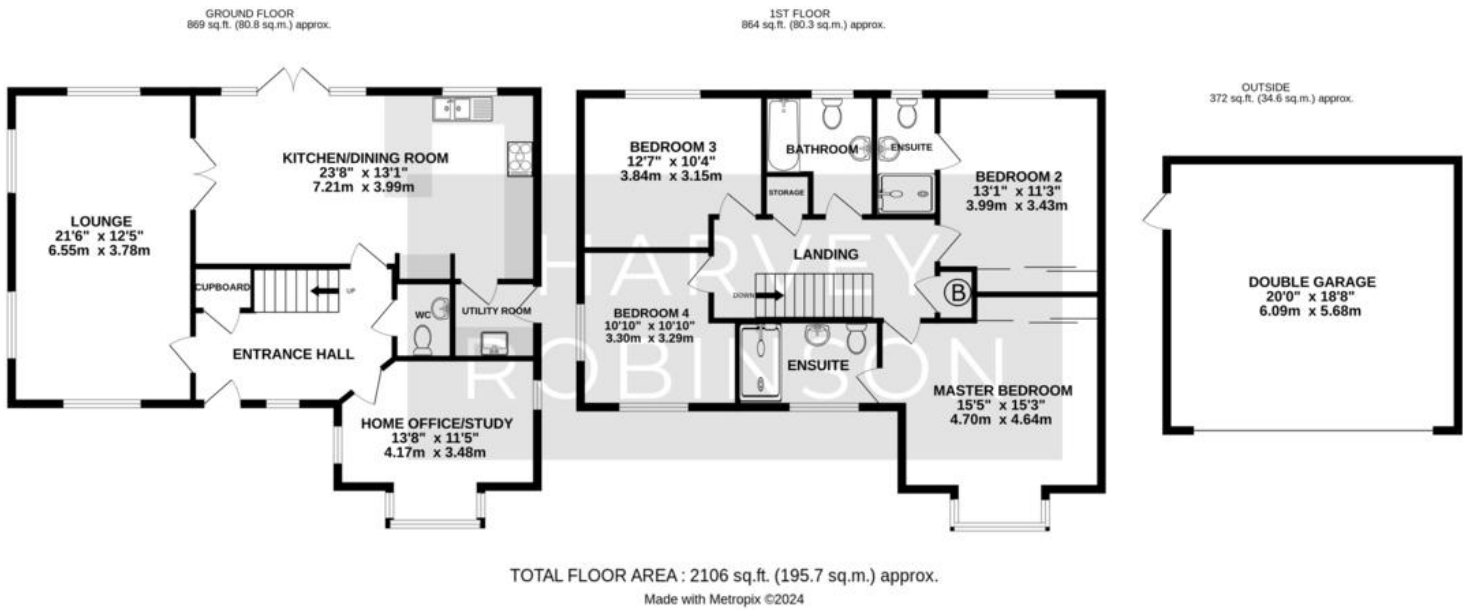 GROUND FLOOR
869 sq.ft. (80.8 sq.m.) approx.
LOUNGE
21'6" x 12'5"
6.55m x 3.78m
KITCHEN/DINING ROOM
23'8" x 13'1"
7.21m x 3.99m
CUPBOARD
UP
WC
UTILITY ROOM
ENTRANCE HALL
HOME OFFICE/STUDY
13'8" x 11'5"
4.17m x 3.48m
1ST FLOOR
864 sq.ft. (80.3 sq.m.) approx.
BEDROOM 3
12'7" x 10'4"
3.84m x 3.15m
BATHROOM
ENSUITE
BEDROOM 2
13'1" x 11'3"
3.99m x 3.43m
STORAGE
LANDING
DOWN
B
BEDROOM 4
10'10" x 10'10"
3.30m x 3.29m
ENSUITE
MASTER BEDROOM
15'5" x 15'3"
4.70m x 4.64m
OUTSIDE
372 sq.ft. (34.6 sq.m.) approx.
DOUBLE GARAGE
20'0" x 18'8"
6.09m x 5.68m
HARVEY
ROBINSON
TOTAL FLOOR AREA : 2106 sq.ft. (195.7 sq.m.) approx.
Made with Metropix ©2024